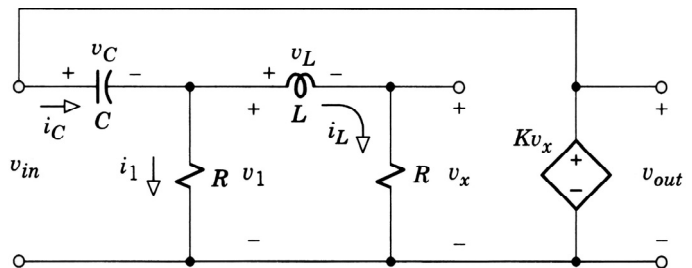 v_C
+ − + v_L − 
i_C C + L i_L + Kv_x +
v_in i_1 R v_1 R v_x + − v_out
− − −